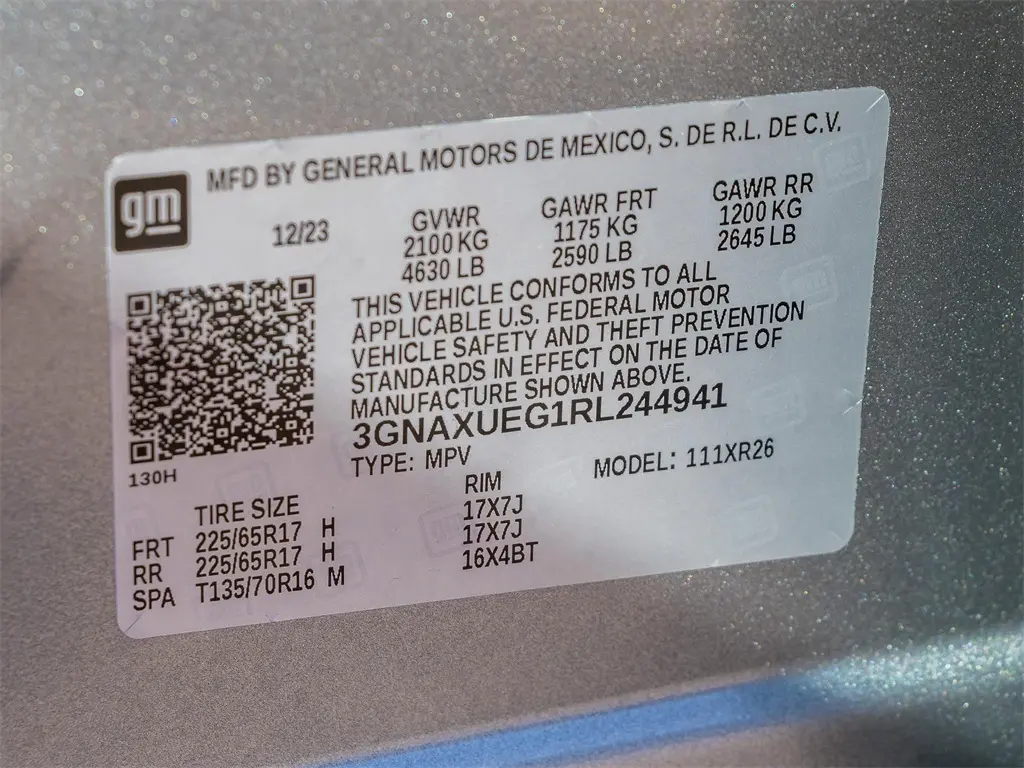 gm
MFD BY GENERAL MOTORS DE MEXICO, S. DE R.L. DE C.V.
12/23 GVWR GAWR FRT GAWR RR
2100 KG 1175 KG 1200 KG
4630 LB 2590 LB 2645 LB
THIS VEHICLE CONFORMS TO ALL
APPLICABLE U.S. FEDERAL MOTOR
VEHICLE SAFETY AND THEFT PREVENTION
STANDARDS IN EFFECT ON THE DATE OF
MANUFACTURE SHOWN ABOVE.
3GNAXUEG1RL244941
130H
TYPE: MPV MODEL: 111XR26
TIRE SIZE RIM
FRT 225/65R17 H 17X7J
RR 225/65R17 H 17X7J
SPA T135/70R16 M 16X4BT